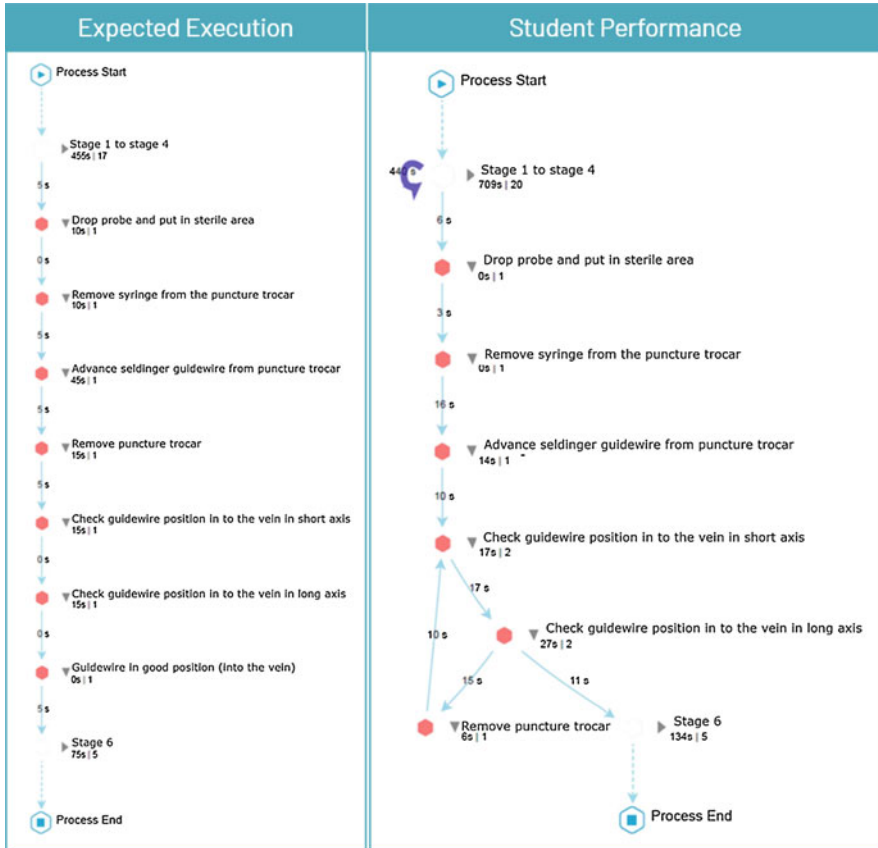 Expected Execution
Process Start
Stage 1 to stage 4
455s | 17
5 s
Drop probe and put in sterile area
10s | 1
0 s
Remove syringe from the puncture trocar
10s | 1
5 s
Advance seldinger guidewire from puncture trocar
45s | 1
5 s
Remove puncture trocar
15s | 1
5 s
Check guidewire position in to the vein in short axis
15s | 1
0 s
Check guidewire position in to the vein in long axis
15s | 1
0 s
Guidewire in good position (into the vein)
0s | 1
5 s
Stage 6
75s | 5
Process End
Student Performance
Process Start
Stage 1 to stage 4
709s | 20
6 s
Drop probe and put in sterile area
0s | 1
3 s
Remove syringe from the puncture trocar
0s | 1
16 s
Advance seldinger guidewire from puncture trocar
14s | 1
10 s
Check guidewire position in to the vein in short axis
17s | 2
17 s
Check guidewire position in to the vein in long axis
27s | 2
10 s
15 s
11 s
Remove puncture trocar
6s | 1
Stage 6
134s | 5
Process End